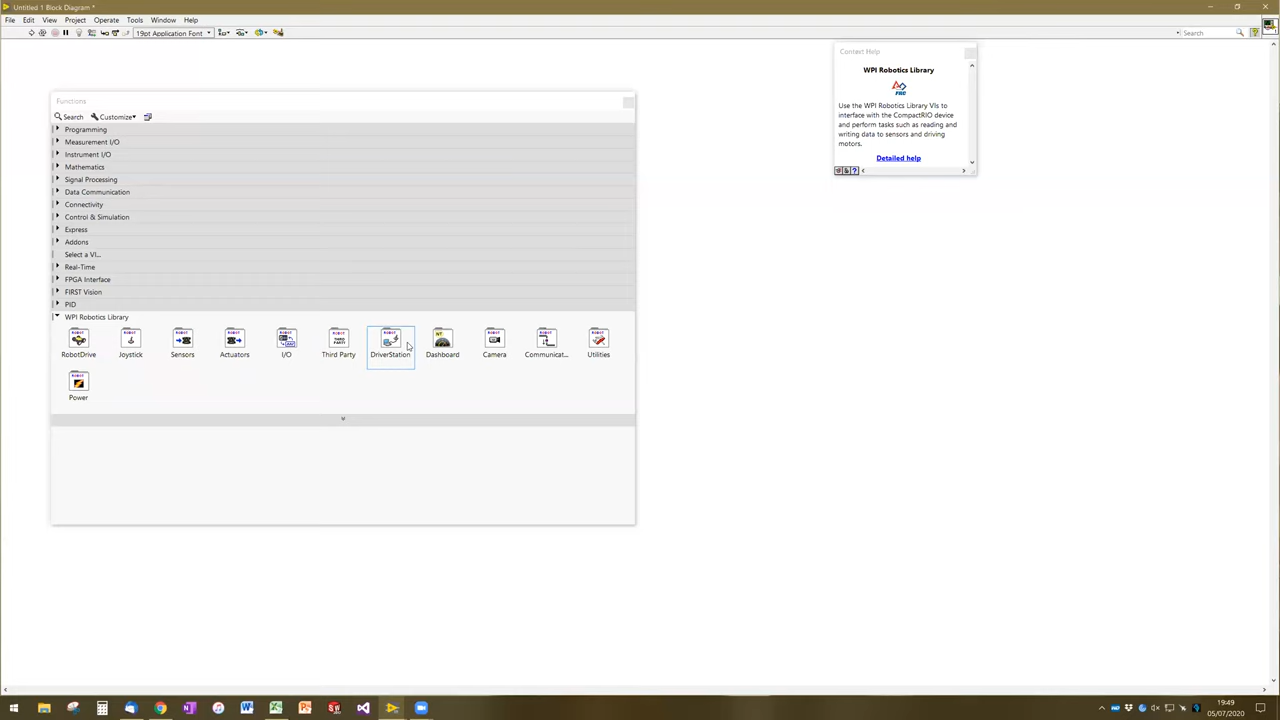 Untitled 1 Block Diagram *
File Edit View Project Operate Tools Window Help
19pt Application Font
Search
Context Help
WPI Robotics Library
FRC
Use the WPI Robotics Library VIs to
interface with the CompactRIO device
and perform tasks such as reading and
writing data to sensors and driving
motors.
Detailed help
Functions
Search Customize
Programming
Measurement I/O
Instrument I/O
Mathematics
Signal Processing
Data Communication
Connectivity
Control & Simulation
Express
Addons
Select a VI...
Real-Time
FPGA Interface
FIRST Vision
PID
WPI Robotics Library
RobotDrive Joystick Sensors Actuators I/O Third Party DriverStation Dashboard Camera Communicat... Utilities
Power
19:49
05/07/2020